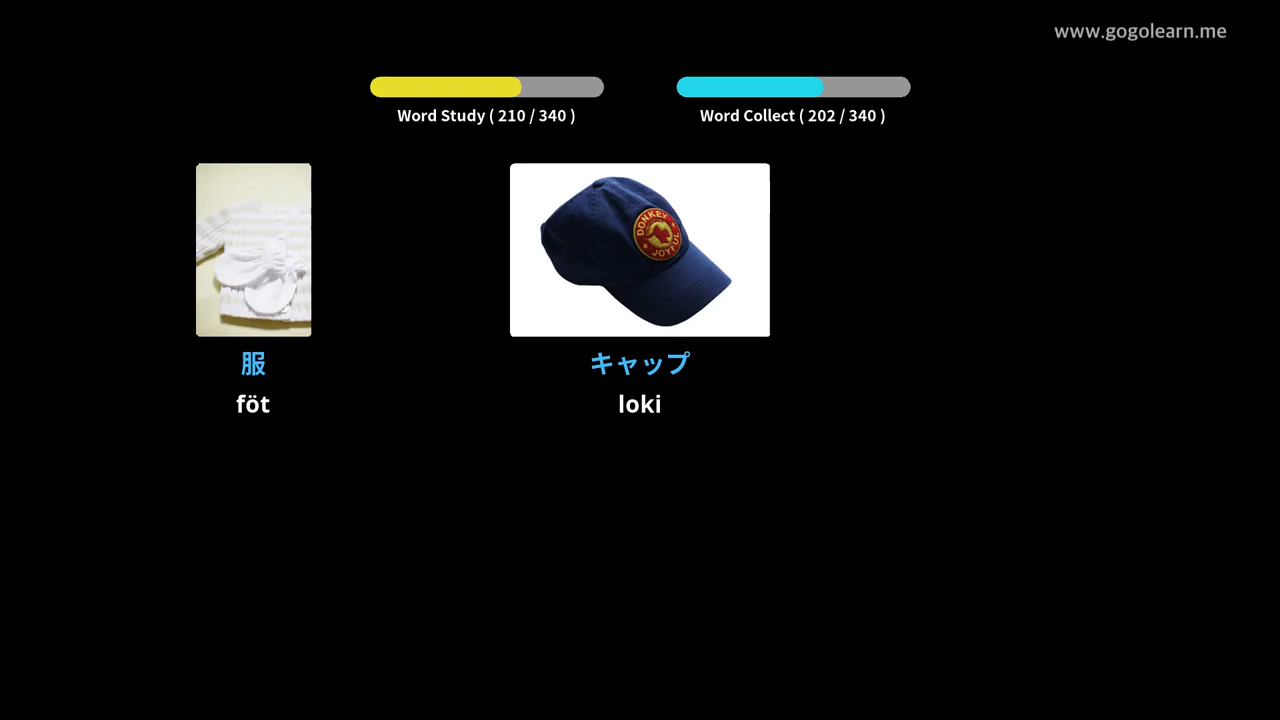 www.gogolearn.me
Word Study ( 210 / 340 )
Word Collect ( 202 / 340 )
DONKEY
JOYFUL
服
キャップ
föt
loki